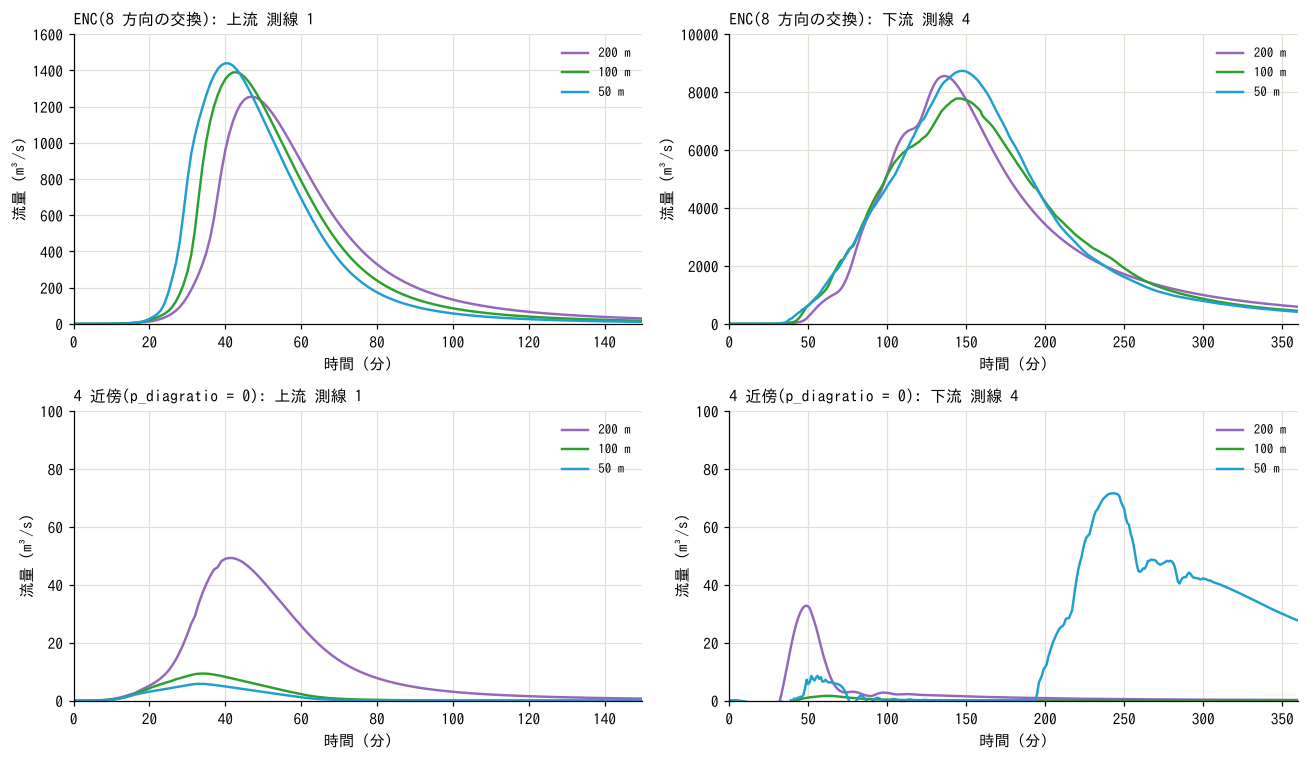 ENC(8 方向の交換): 上流 測線 1
流量 (m³/s)
1600
1400
1200
1000
800
600
400
200
0
200 m
100 m
50 m
0 20 40 60 80 100 120 140
時間 (分)
ENC(8 方向の交換): 下流 測線 4
流量 (m³/s)
10000
8000
6000
4000
2000
0
200 m
100 m
50 m
0 50 100 150 200 250 300 350
時間 (分)
4 近傍(p_diagratio = 0): 上流 測線 1
流量 (m³/s)
100
80
60
40
20
0
200 m
100 m
50 m
0 20 40 60 80 100 120 140
時間 (分)
4 近傍(p_diagratio = 0): 下流 測線 4
流量 (m³/s)
100
80
60
40
20
0
200 m
100 m
50 m
0 50 100 150 200 250 300 350
時間 (分)